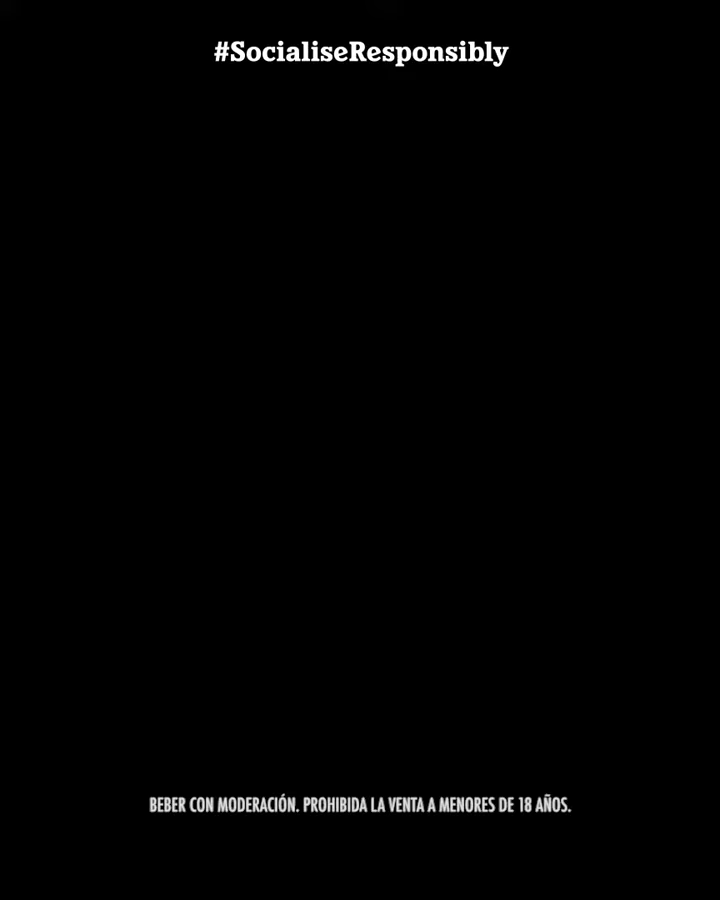 #SocialiseResponsibly
BEBER CON MODERACIÓN. PROHIBIDA LA VENTA A MENORES DE 18 AÑOS.